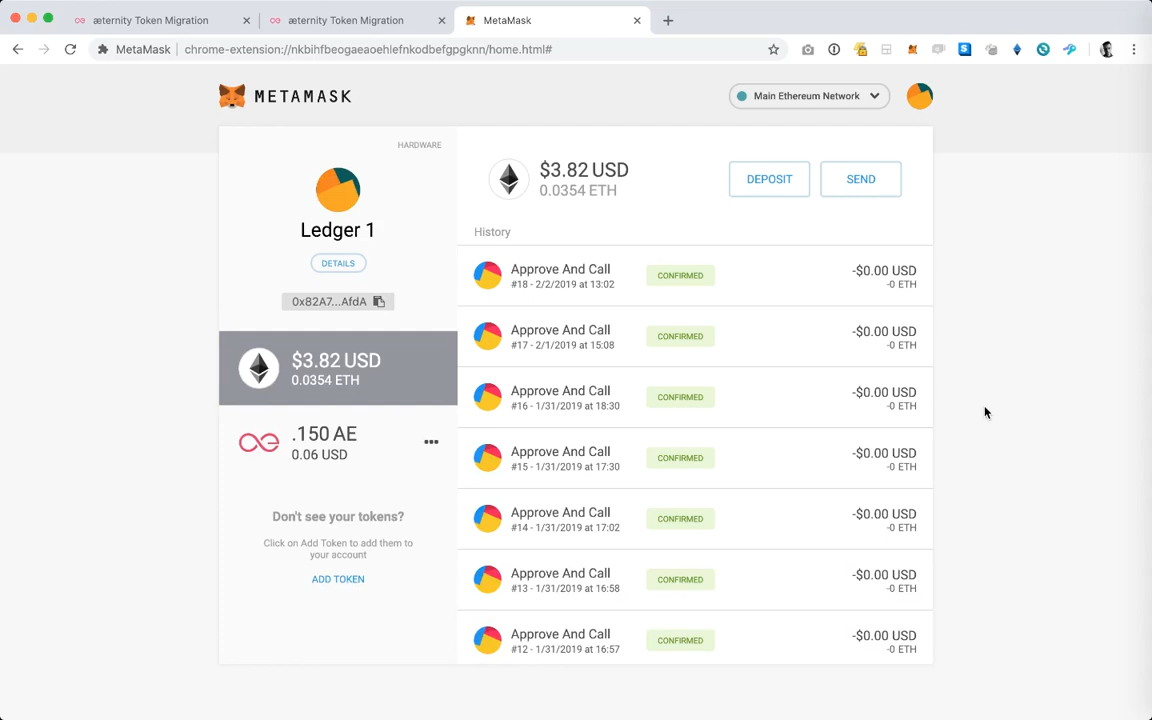 æternity Token Migration
æternity Token Migration
MetaMask
MetaMask
chrome-extension://nkbihfbeogaeaoehlefnkodbefgpgknn/home.html#
METAMASK
Main Ethereum Network
HARDWARE
Ledger 1
DETAILS
0x82A7...AfdA
$3.82 USD
0.0354 ETH
.150 AE
0.06 USD
Don't see your tokens?
Click on Add Token to add them to
your account
ADD TOKEN
$3.82 USD
0.0354 ETH
DEPOSIT
SEND
History
Approve And Call
#18 - 2/2/2019 at 13:02
CONFIRMED
-$0.00 USD
-0 ETH
Approve And Call
#17 - 2/1/2019 at 15:08
CONFIRMED
-$0.00 USD
-0 ETH
Approve And Call
#16 - 1/31/2019 at 18:30
CONFIRMED
-$0.00 USD
-0 ETH
Approve And Call
#15 - 1/31/2019 at 17:30
CONFIRMED
-$0.00 USD
-0 ETH
Approve And Call
#14 - 1/31/2019 at 17:02
CONFIRMED
-$0.00 USD
-0 ETH
Approve And Call
#13 - 1/31/2019 at 16:58
CONFIRMED
-$0.00 USD
-0 ETH
Approve And Call
#12 - 1/31/2019 at 16:57
CONFIRMED
-$0.00 USD
-0 ETH